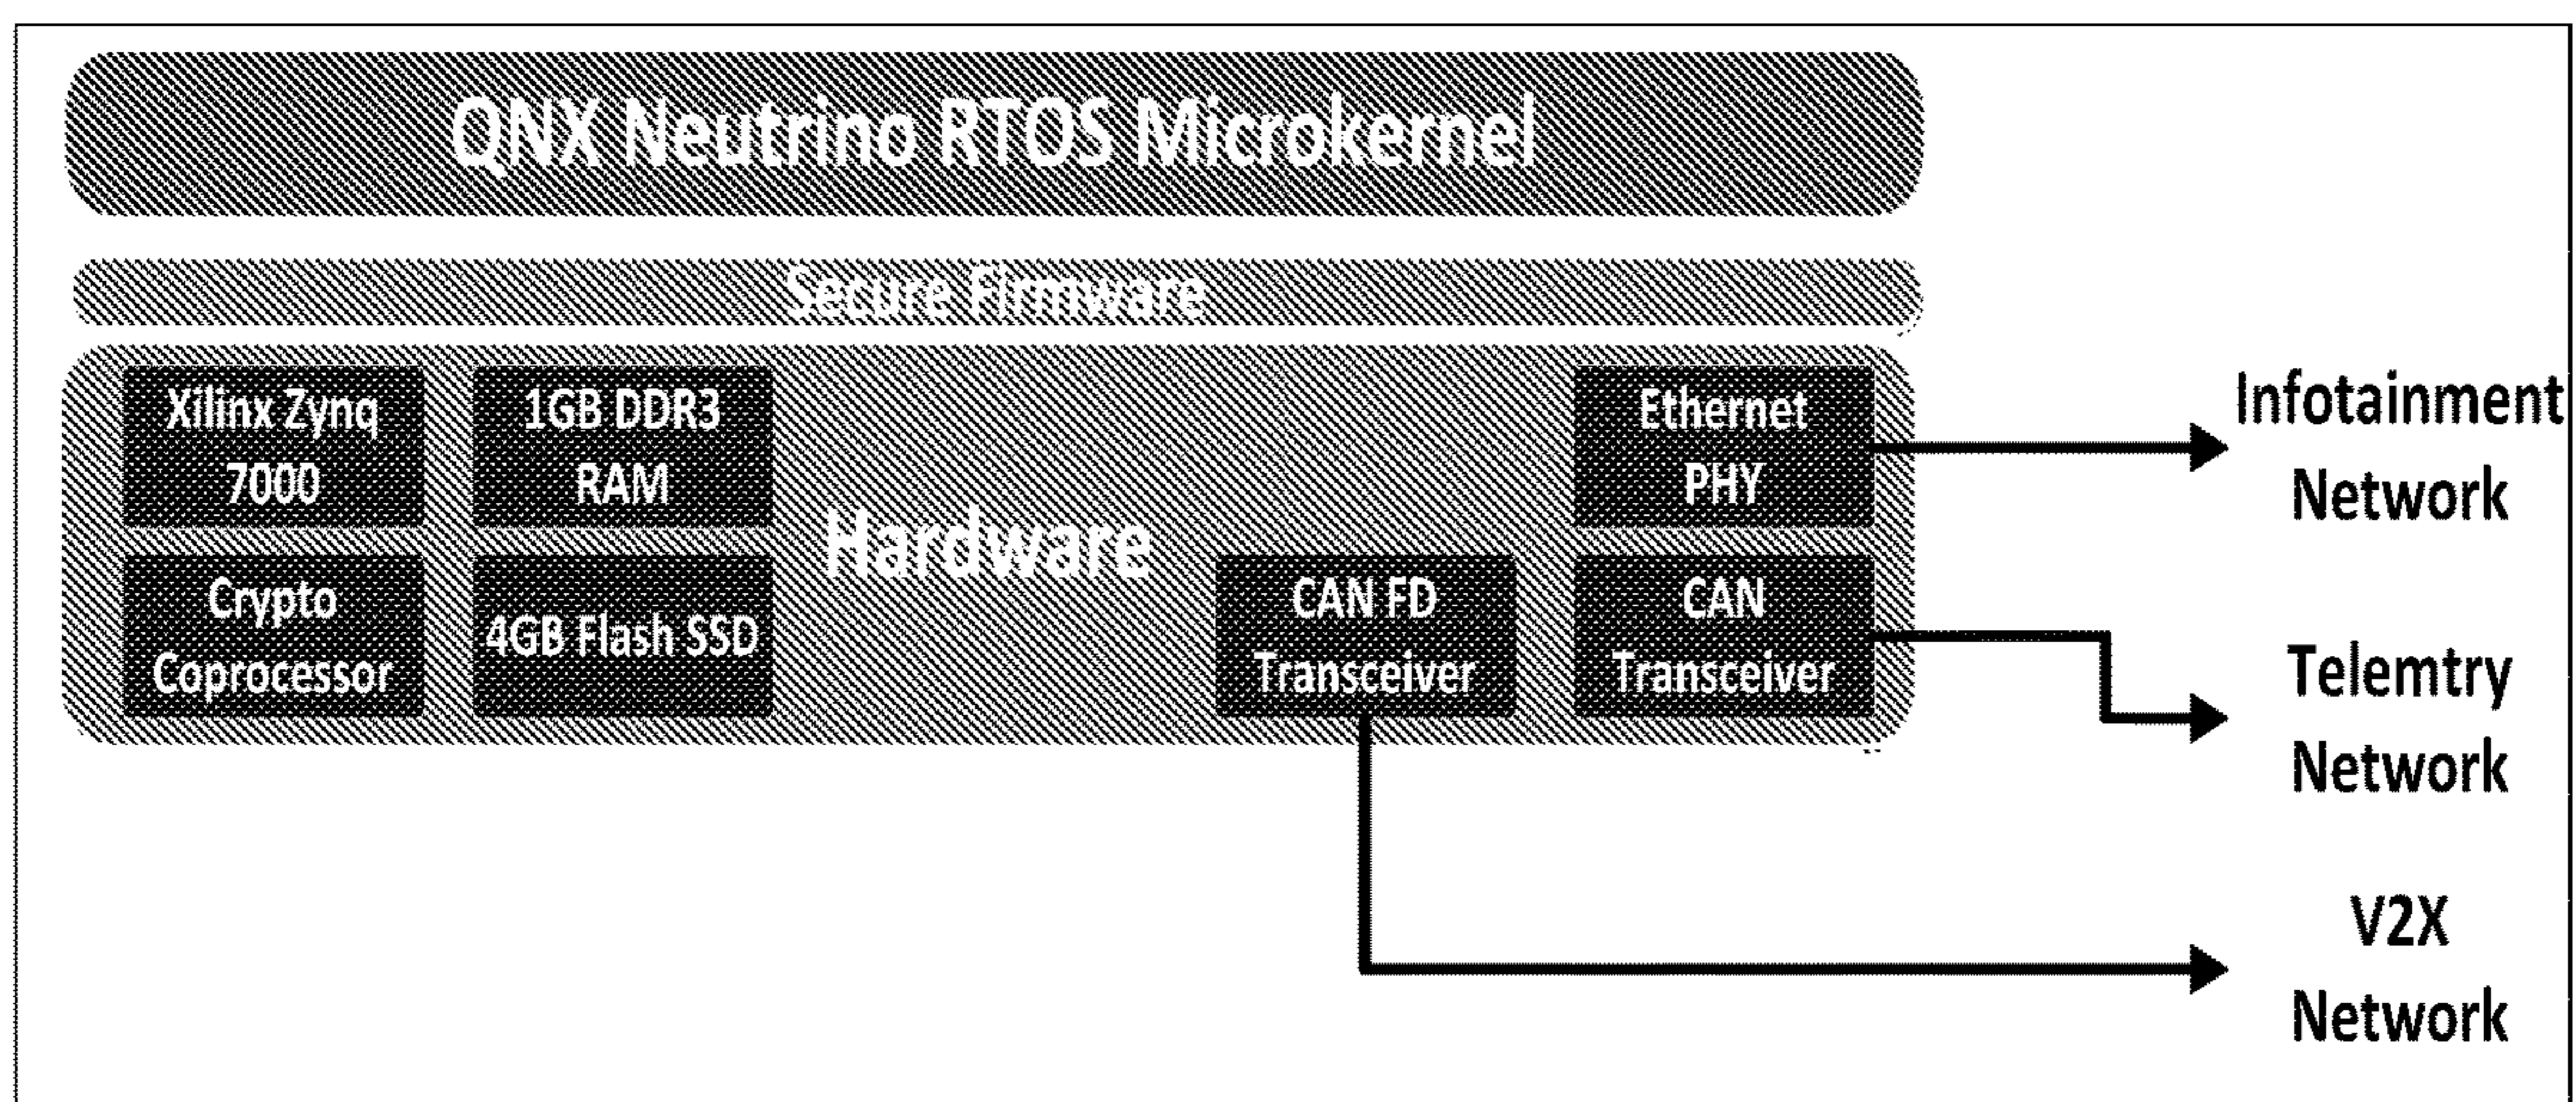 QNX Neutrino RTOS Microkernel
Secure Firmware
Hardware
Xilinx Zynq
7000
1GB DDR3
RAM
Ethernet
PHY
Crypto
Coprocessor
4GB Flash SSD
CAN FD
Transceiver
CAN
Transceiver
Infotainment
Network
Telemtry
Network
V2X
Network